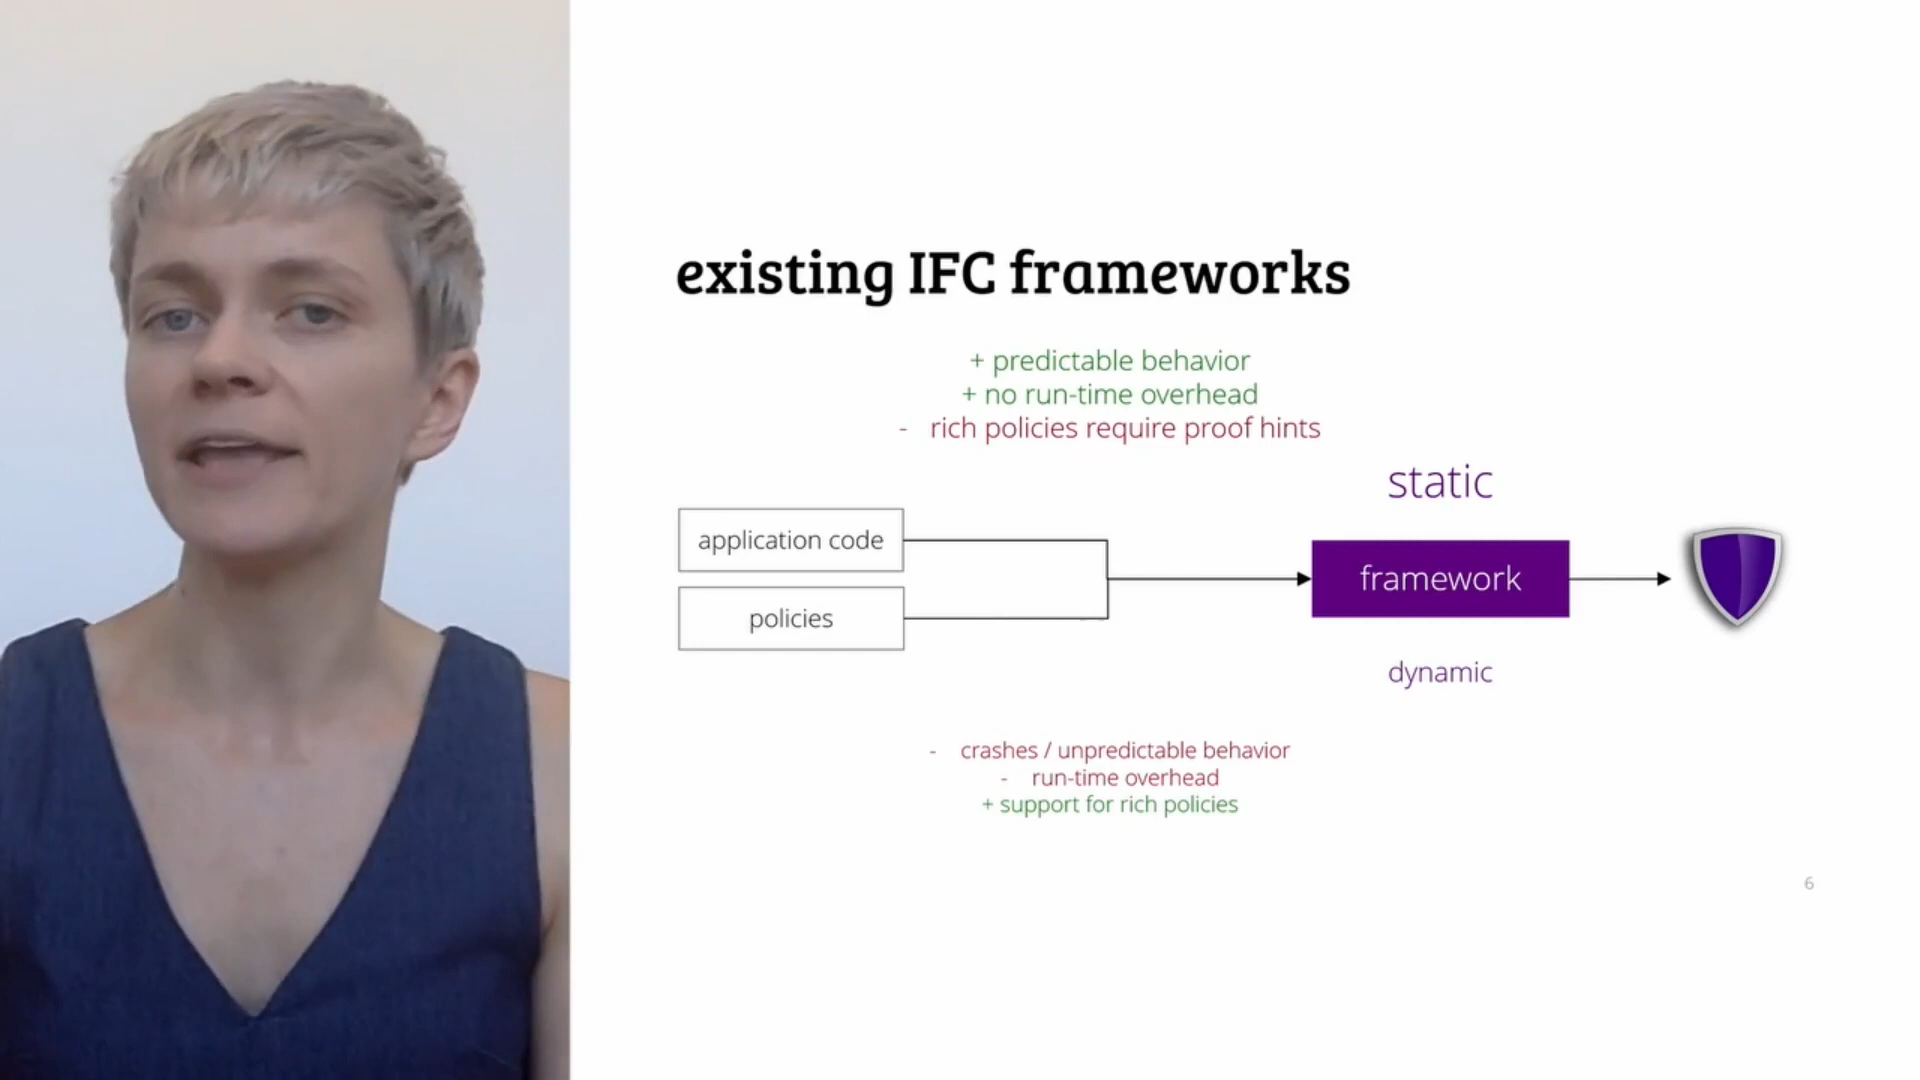 existing IFC frameworks
+ predictable behavior
+ no run-time overhead
- rich policies require proof hints
static
application code
framework
policies
dynamic
- crashes / unpredictable behavior
- run-time overhead
+ support for rich policies
6